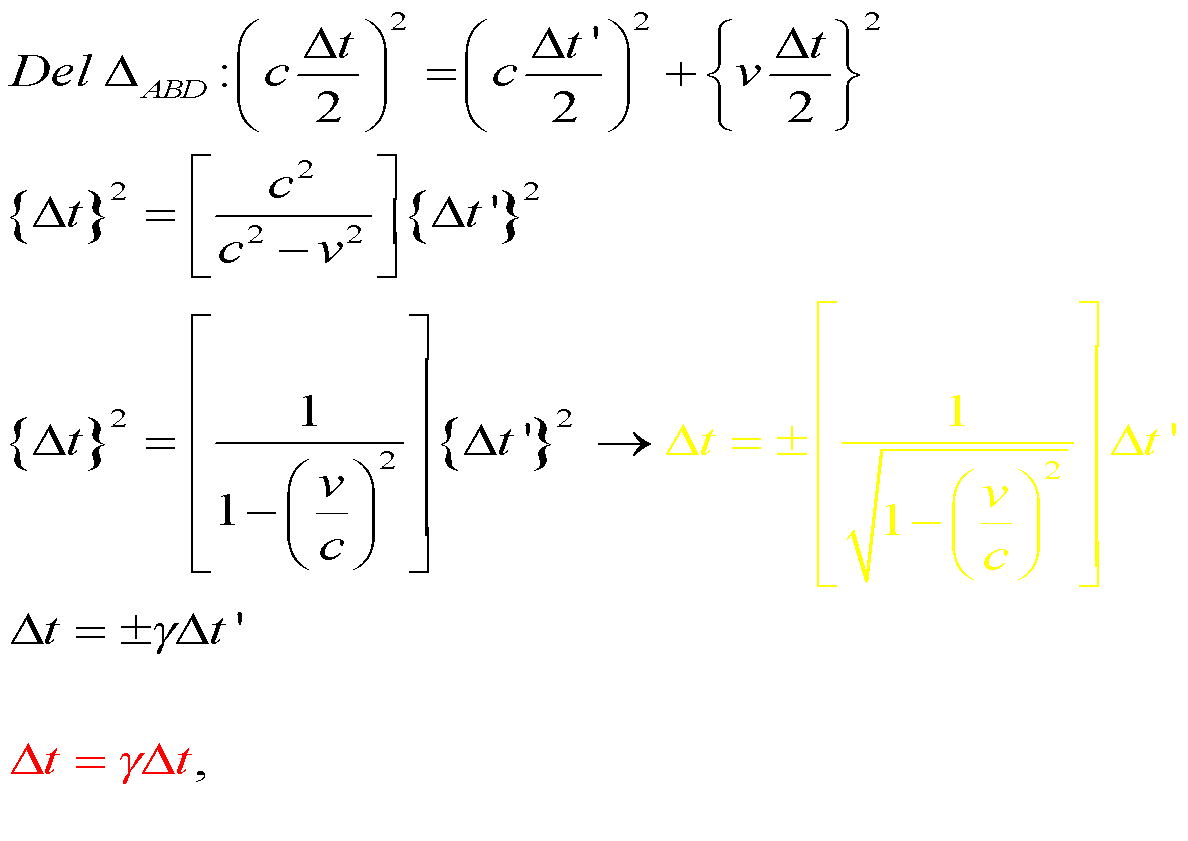 Del Δ_ABD : (c Δt/2)² = (c Δt'/2)² + {v Δt/2}²
{Δt}² = [c²/(c² − v²)] {Δt'}²
{Δt}² = [1/(1 − (v/c)²)] {Δt'}² → Δt = ±[1/√(1 − (v/c)²)] Δt'
Δt = ±γΔt'
Δt = γΔt,